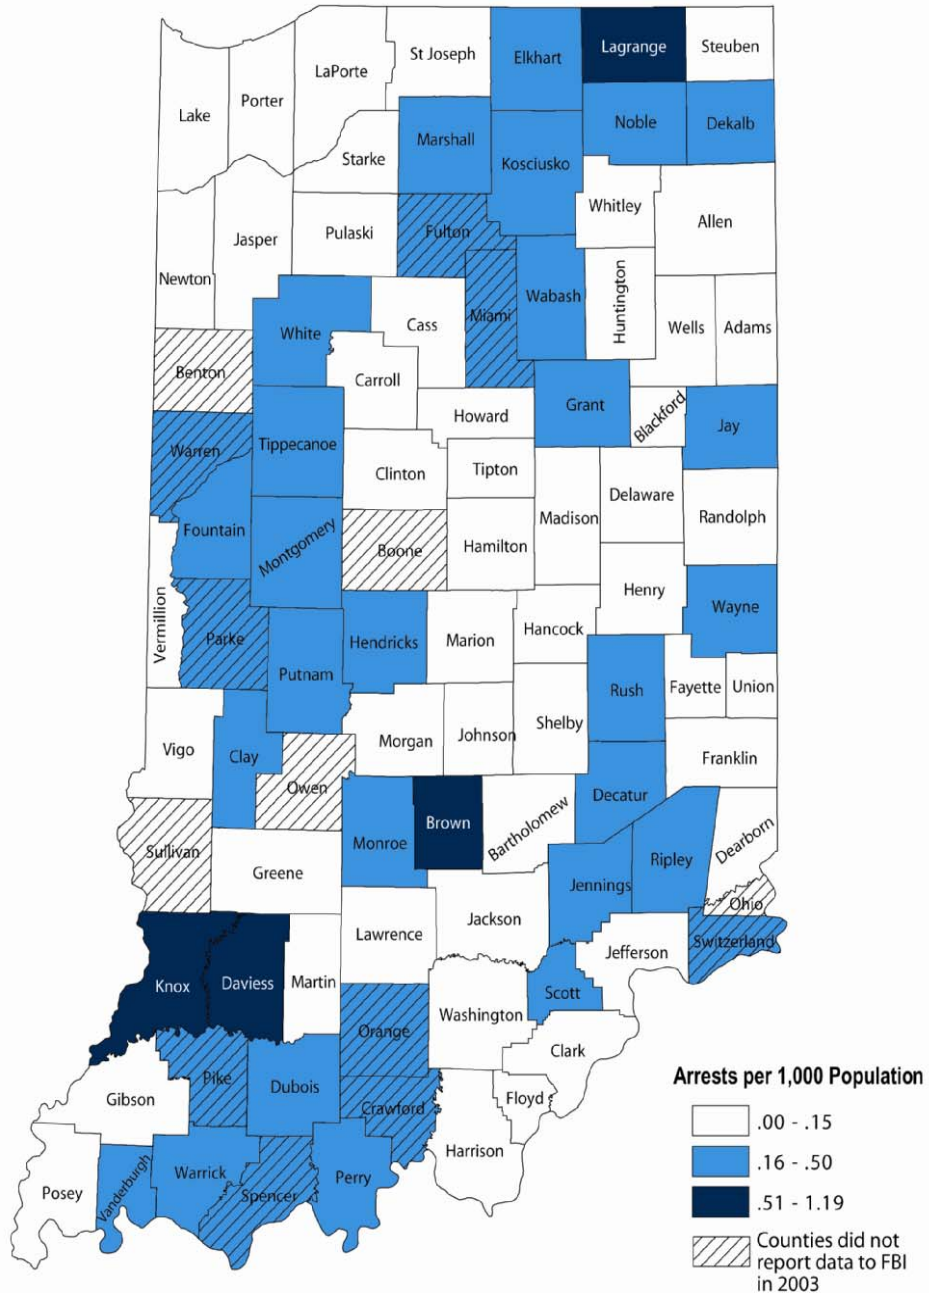 Lake
Porter
LaPorte
St Joseph
Elkhart
Lagrange
Steuben
Starke
Marshall
Kosciusko
Noble
Dekalb
Newton
Jasper
Pulaski
Fulton
Whitley
Allen
White
Cass
Miami
Wabash
Huntington
Wells
Adams
Benton
Carroll
Howard
Grant
Blackford
Jay
Warren
Tippecanoe
Clinton
Tipton
Madison
Delaware
Randolph
Fountain
Montgomery
Boone
Hamilton
Henry
Wayne
Vermillion
Parke
Putnam
Hendricks
Marion
Hancock
Rush
Fayette
Union
Vigo
Clay
Owen
Morgan
Johnson
Shelby
Franklin
Decatur
Sullivan
Greene
Monroe
Brown
Bartholomew
Jennings
Ripley
Dearborn
Ohio
Switzerland
Knox
Daviess
Martin
Lawrence
Jackson
Jefferson
Scott
Washington
Orange
Clark
Gibson
Pike
Dubois
Crawford
Floyd
Harrison
Posey
Vanderburgh
Warrick
Spencer
Perry
Arrests per 1,000 Population
.00 - .15
.16 - .50
.51 - 1.19
Counties did not
report data to FBI
in 2003